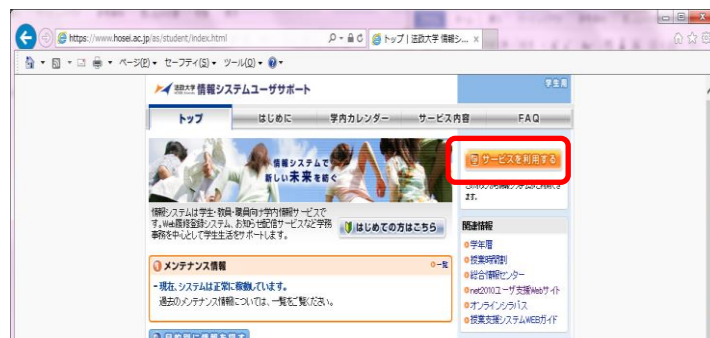 https://www.hosei.ac.jp/as/student/index.html
トップ | 法政大学 情報シ...
ページ(P) セーフティ(S) ツール(O)
法政大学 情報システムユーザサポート
学生用
トップ はじめに 学内カレンダー サービス内容 FAQ
情報システムで
新しい未来を紡ぐ
サービスを利用する
ます。
情報システムは学生・教員・職員向け学内情報サービスで
す。Web履修登録システム、お知らせ配信サービスなど学務
事務を中心として学生生活をサポートします。
はじめての方はこちら
関連情報
学年暦
授業時間割
総合情報センター
net2010ユーザ支援Webサイト
オンラインシラバス
授業支援システムWEBガイド
メンテナンス情報
一覧
現在、システムは正常に稼動しています。
過去のメンテナンス情報については、一覧をご覧ください。
目的別に情報を探す